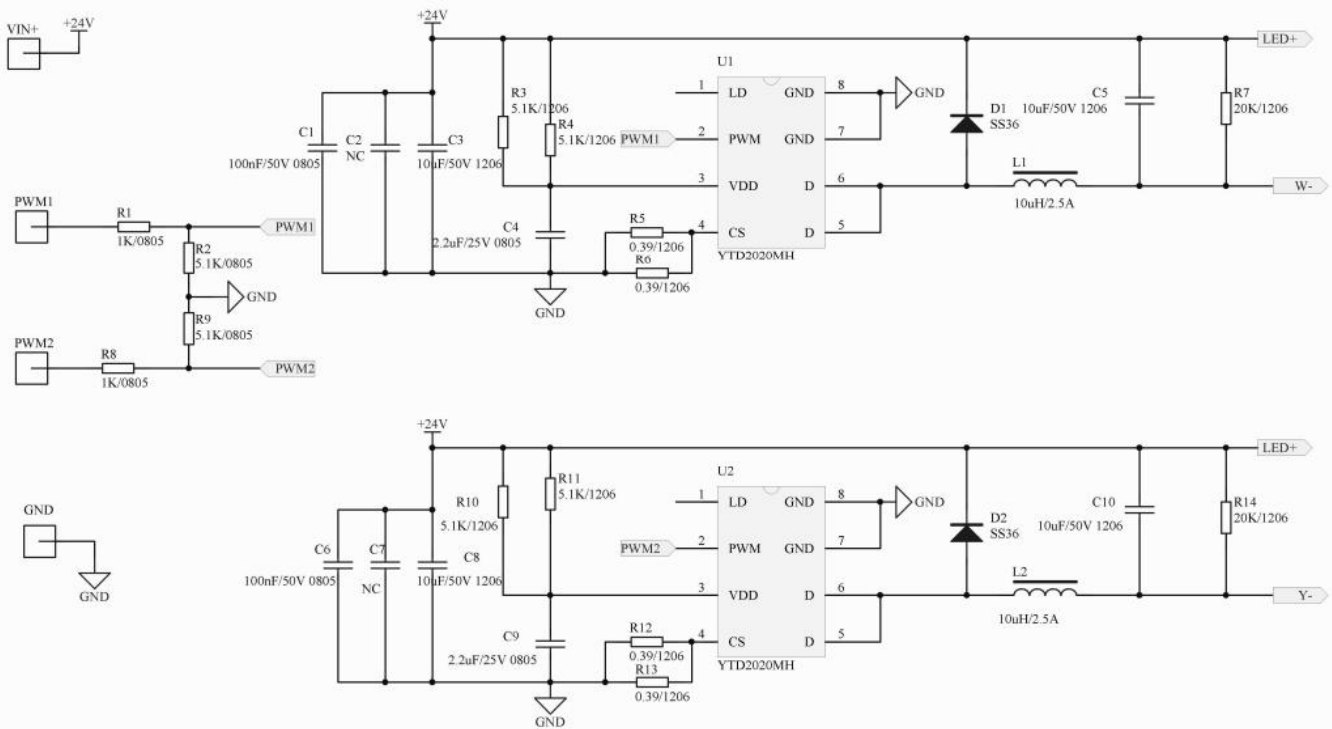 VIN+
+24V
PWM1
R1
1K/0805
PWM1
R2
5.1K/0805
GND
R9
5.1K/0805
PWM2
R8
1K/0805
PWM2
GND
GND
+24V
C1
100nF/50V 0805
C2
NC
C3
10uF/50V 1206
R3
5.1K/1206
R4
5.1K/1206
C4
2.2uF/25V 0805
GND
PWM1
R5
0.39/1206
R6
0.39/1206
U1
1 LD GND 8
GND
2 PWM GND 7
3 VDD D 6
4 CS D 5
YTD2020MH
D1
SS36
L1
10uH/2.5A
C5
10uF/50V 1206
R7
20K/1206
LED+
W-
+24V
C6
100nF/50V 0805
C7
NC
C8
10uF/50V 1206
R10
5.1K/1206
R11
5.1K/1206
C9
2.2uF/25V 0805
GND
PWM2
R12
0.39/1206
R13
0.39/1206
U2
1 LD GND 8
GND
2 PWM GND 7
3 VDD D 6
4 CS D 5
YTD2020MH
D2
SS36
L2
10uH/2.5A
C10
10uF/50V 1206
R14
20K/1206
LED+
Y-